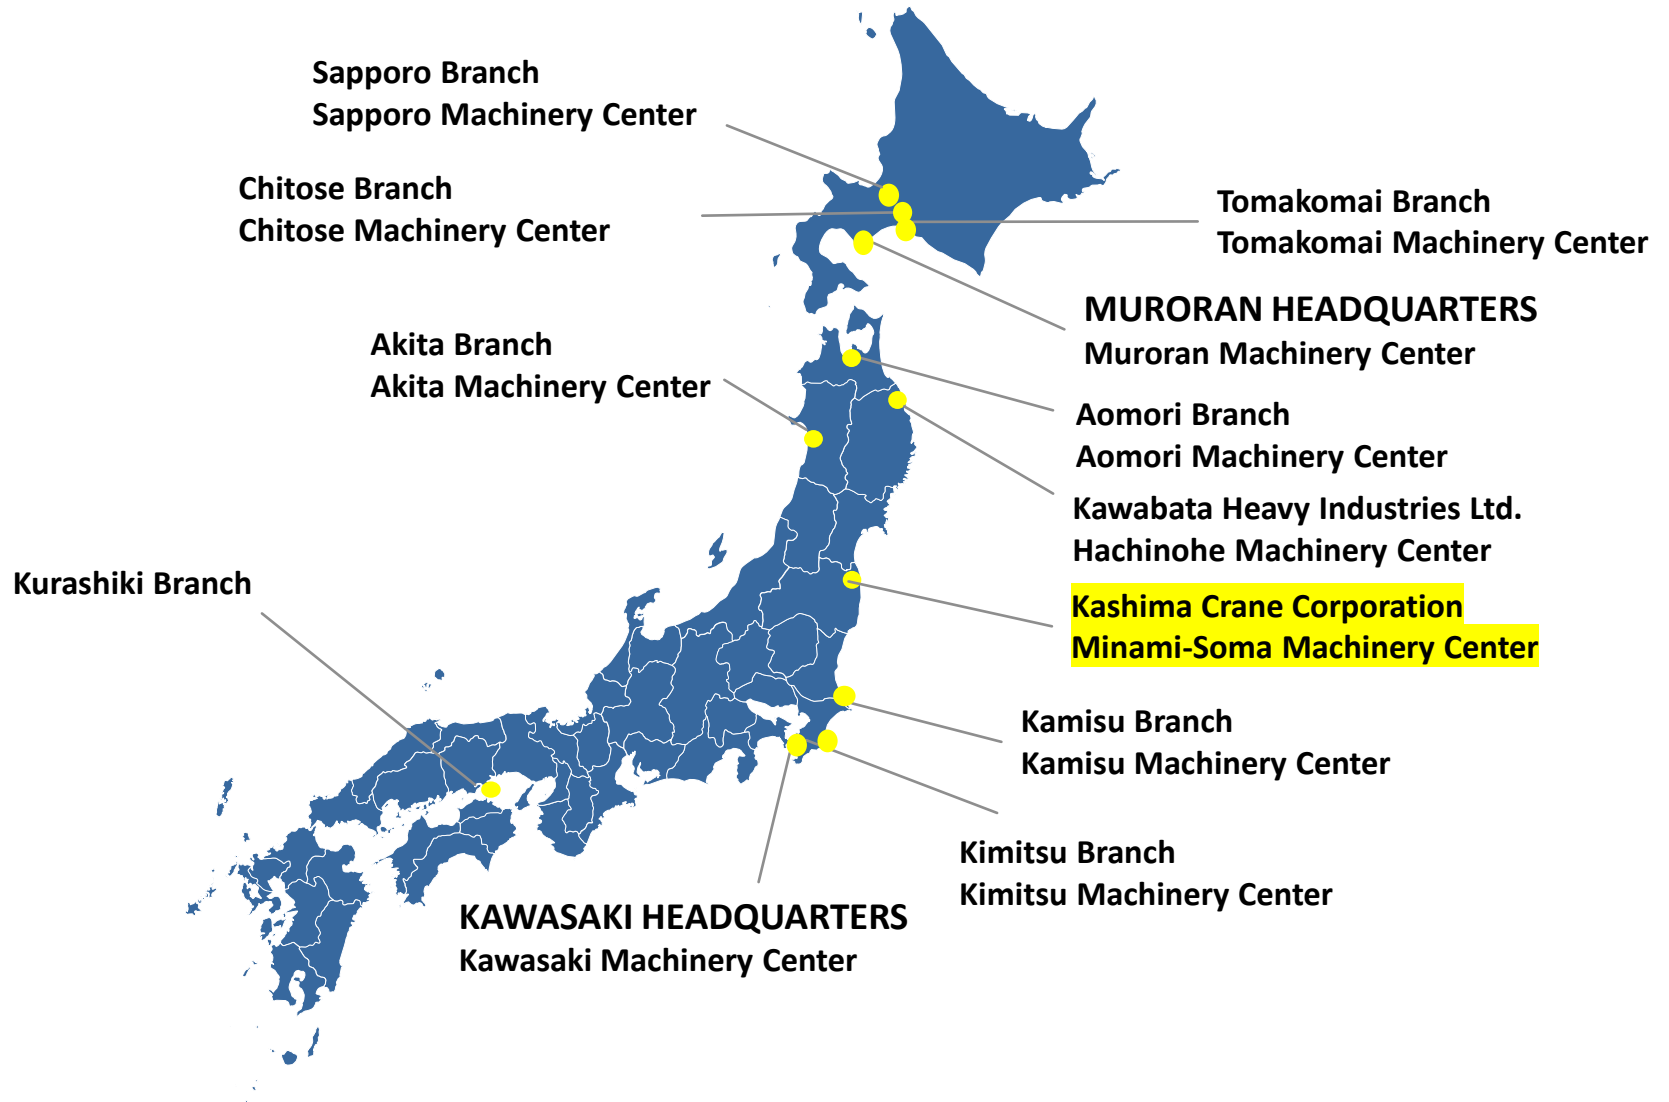 Sapporo Branch
Sapporo Machinery Center
Chitose Branch
Chitose Machinery Center
Tomakomai Branch
Tomakomai Machinery Center
MURORAN HEADQUARTERS
Muroran Machinery Center
Akita Branch
Akita Machinery Center
Aomori Branch
Aomori Machinery Center
Kawabata Heavy Industries Ltd.
Hachinohe Machinery Center
Kurashiki Branch
Kashima Crane Corporation
Minami-Soma Machinery Center
Kamisu Branch
Kamisu Machinery Center
Kimitsu Branch
Kimitsu Machinery Center
KAWASAKI HEADQUARTERS
Kawasaki Machinery Center